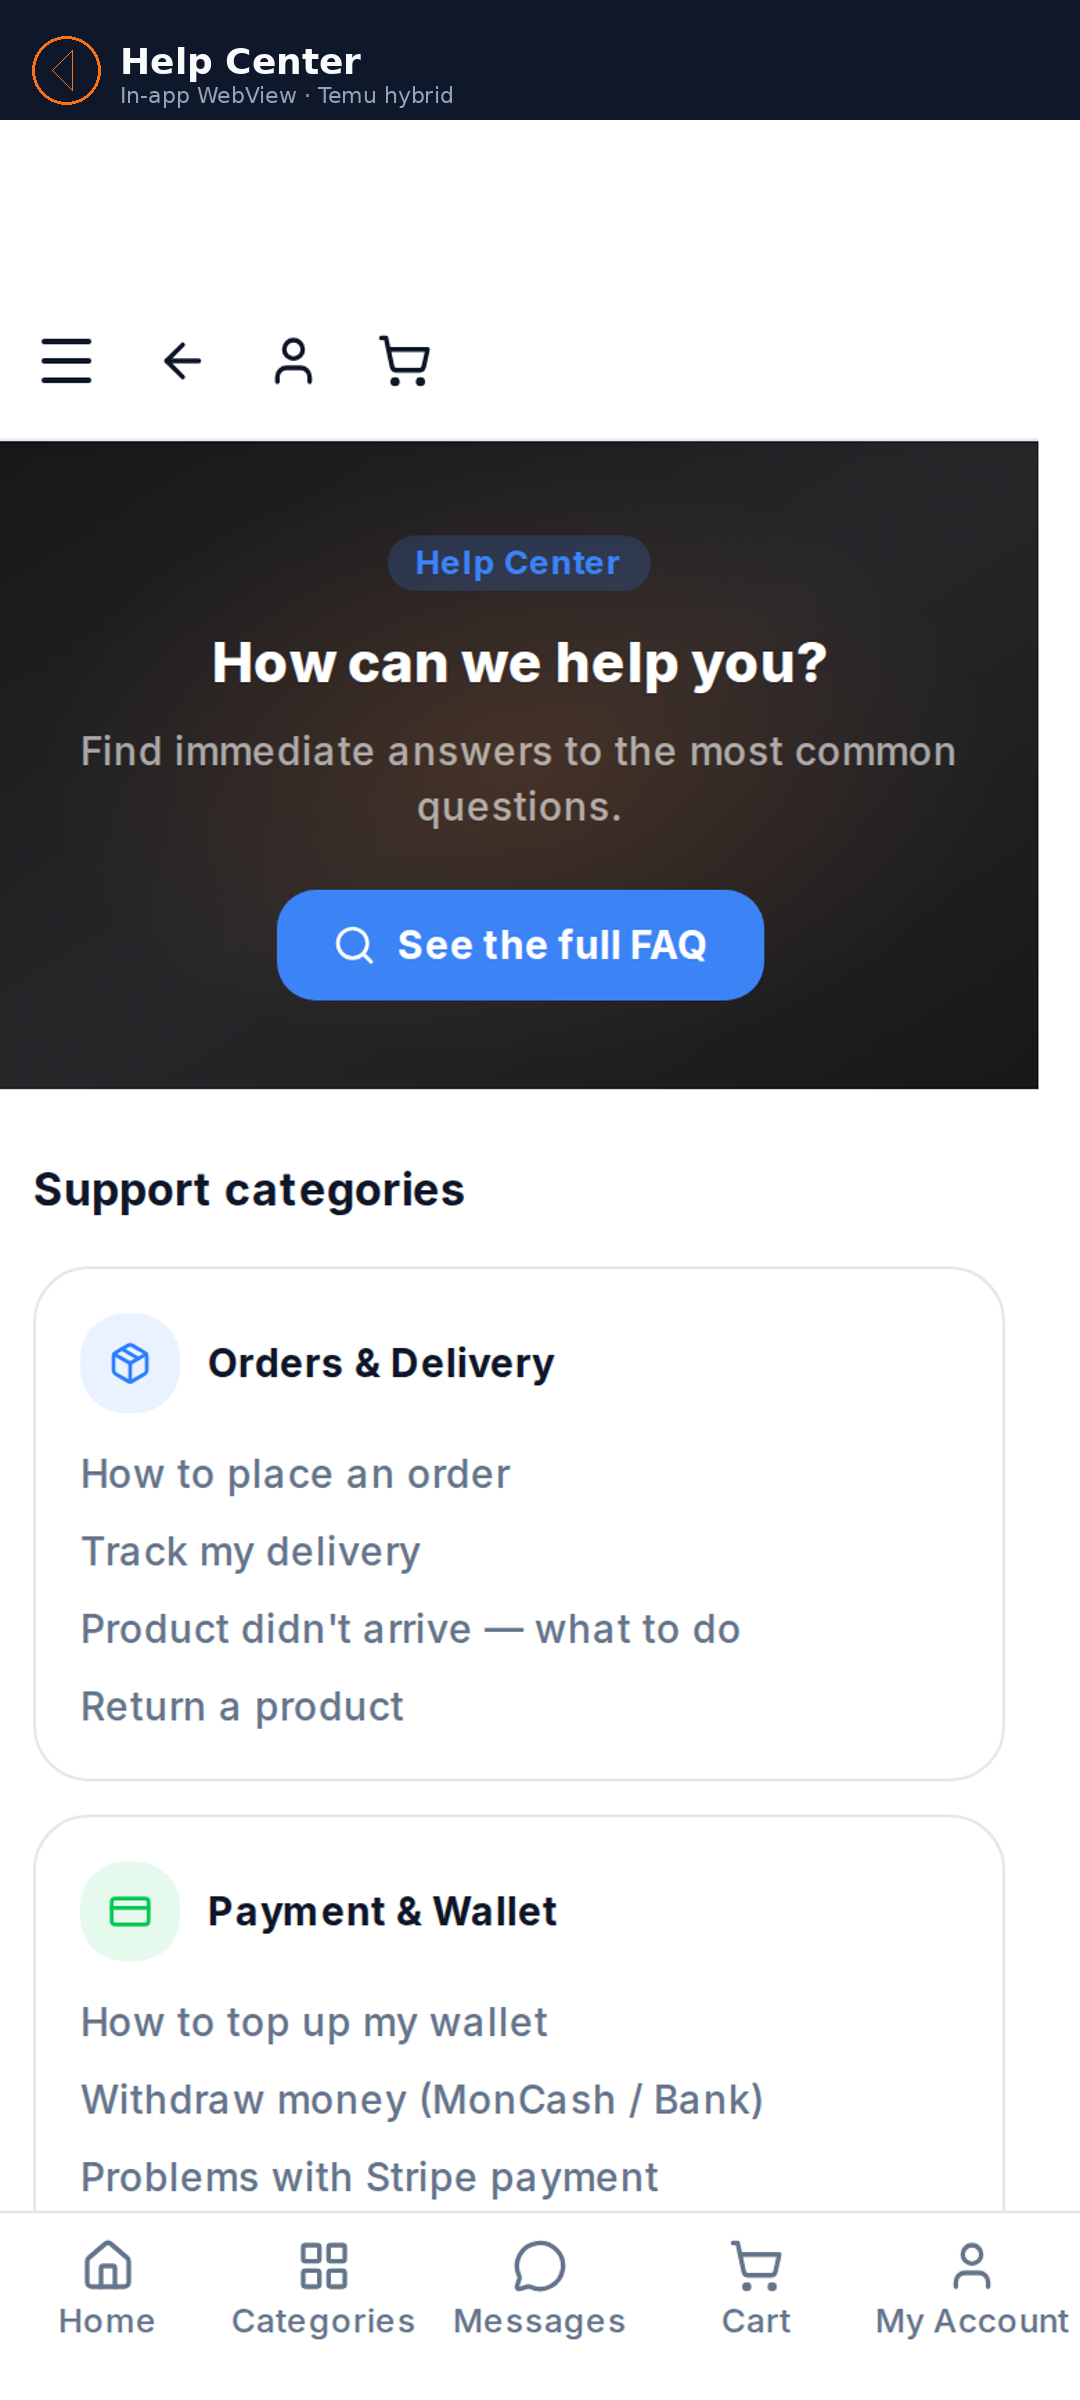 Help Center
In-app WebView · Temu hybrid
Help Center
How can we help you?
Find immediate answers to the most common
questions.
See the full FAQ
Support categories
Orders & Delivery
How to place an order
Track my delivery
Product didn't arrive — what to do
Return a product
Payment & Wallet
How to top up my wallet
Withdraw money (MonCash / Bank)
Problems with Stripe payment
Home
Categories
Messages
Cart
My Account